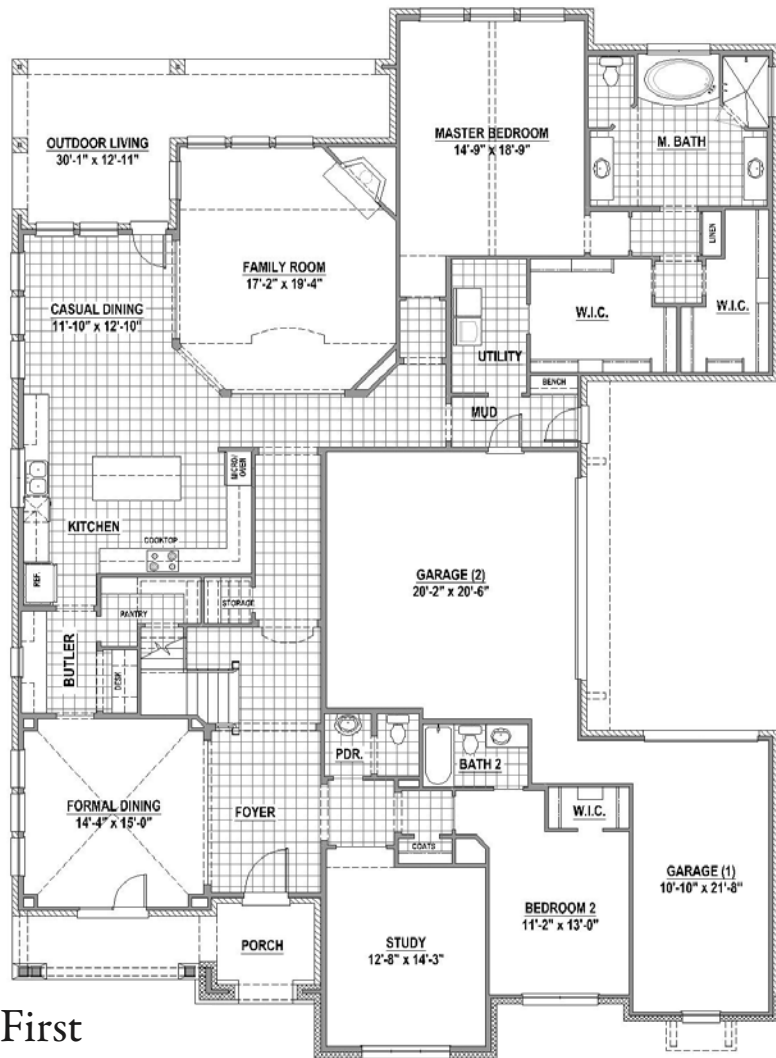 OUTDOOR LIVING
30'-1" x 12'-11"
MASTER BEDROOM
14'-9" x 18'-9"
M. BATH
LINEN
FAMILY ROOM
17'-2" x 19'-4"
CASUAL DINING
11'-10" x 12'-10"
W.I.C.
W.I.C.
UTILITY
BENCH
MUD
MICRO/
OVEN
KITCHEN
COOKTOP
REF.
GARAGE (2)
20'-2" x 20'-6"
PANTRY
STORAGE
BUTLER
DESK
PDR.
BATH 2
FORMAL DINING
14'-4" x 15'-0"
FOYER
W.I.C.
COATS
GARAGE (1)
10'-10" x 21'-8"
BEDROOM 2
11'-2" x 13'-0"
PORCH
STUDY
12'-8" x 14'-3"
First